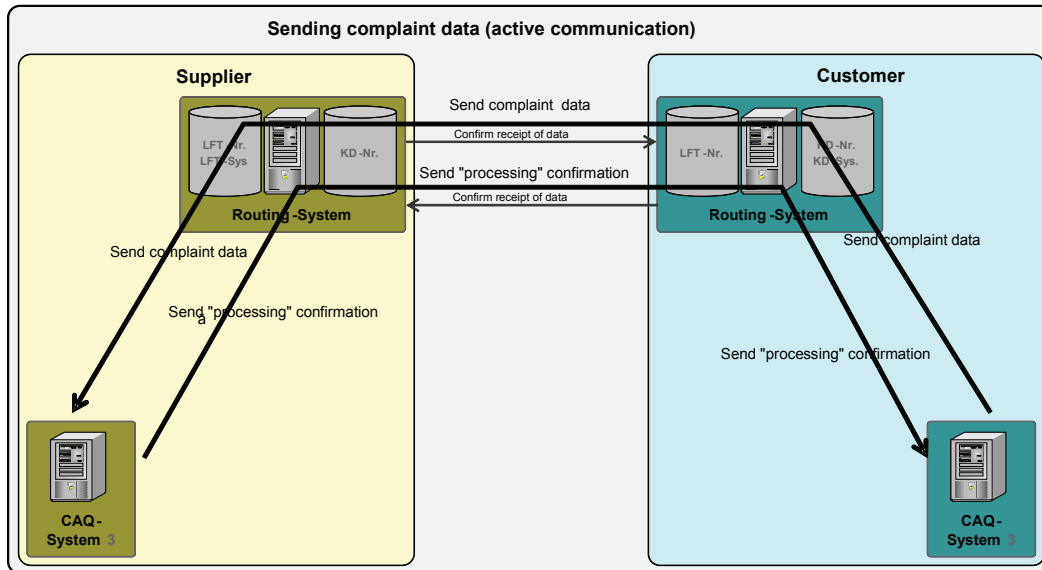 Sending complaint data (active communication)
Supplier
Customer
Send complaint data
Confirm receipt of data
LFT -Nr.
LFT -Sys
KD -Nr.
LFT -Nr.
KD -Nr.
KD -Sys.
Send "processing" confirmation
Confirm receipt of data
Routing -System
Routing -System
Send complaint data
Send complaint data
Send "processing" confirmation
a
Send "processing" confirmation
CAQ -
System 3
CAQ -
System 3